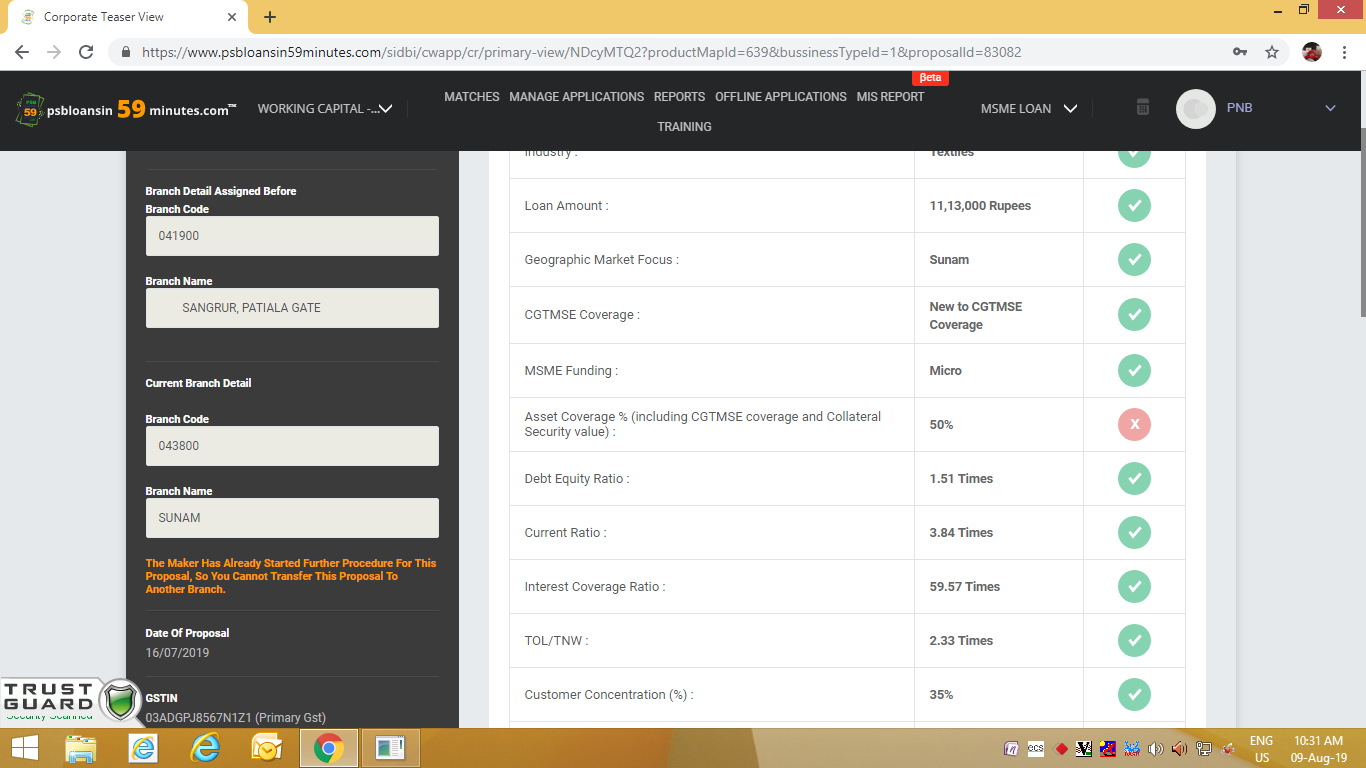 Corporate Teaser View
https://www.psbloansin59minutes.com/sidbi/cwapp/cr/primary-view/NDcyMTQ2?productMapId=639&bussinessTypeId=1&proposalId=83082
βeta
psbloansin 59 minutes.com™
WORKING CAPITAL -...
MATCHES MANAGE APPLICATIONS REPORTS OFFLINE APPLICATIONS MIS REPORT
TRAINING
MSME LOAN
PNB
Branch Detail Assigned Before
Branch Code
041900
Branch Name
SANGRUR, PATIALA GATE
Current Branch Detail
Branch Code
043800
Branch Name
SUNAM
The Maker Has Already Started Further Procedure For This
Proposal, So You Cannot Transfer This Proposal To
Another Branch.
Date Of Proposal
16/07/2019
GSTIN
03ADGPJ8567N1Z1 (Primary Gst)
Industry : Textiles
Loan Amount : 11,13,000 Rupees
Geographic Market Focus : Sunam
CGTMSE Coverage : New to CGTMSE
Coverage
MSME Funding : Micro
Asset Coverage % (including CGTMSE coverage and Collateral
Security value) : 50% X
Debt Equity Ratio : 1.51 Times
Current Ratio : 3.84 Times
Interest Coverage Ratio : 59.57 Times
TOL/TNW : 2.33 Times
Customer Concentration (%) : 35%
TRUST
GUARD
Security Scanned
ecs
ENG
US
10:31 AM
09-Aug-19